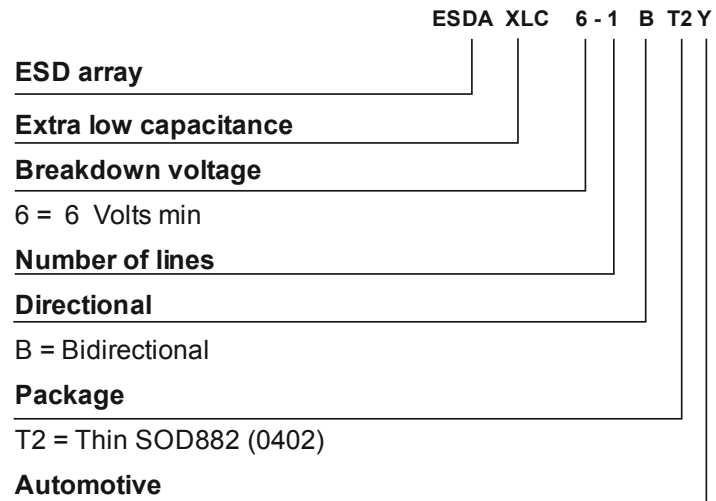 ESDA XLC 6 - 1 B T2 Y
ESD array
Extra low capacitance
Breakdown voltage
6 = 6 Volts min
Number of lines
Directional
B = Bidirectional
Package
T2 = Thin SOD882 (0402)
Automotive